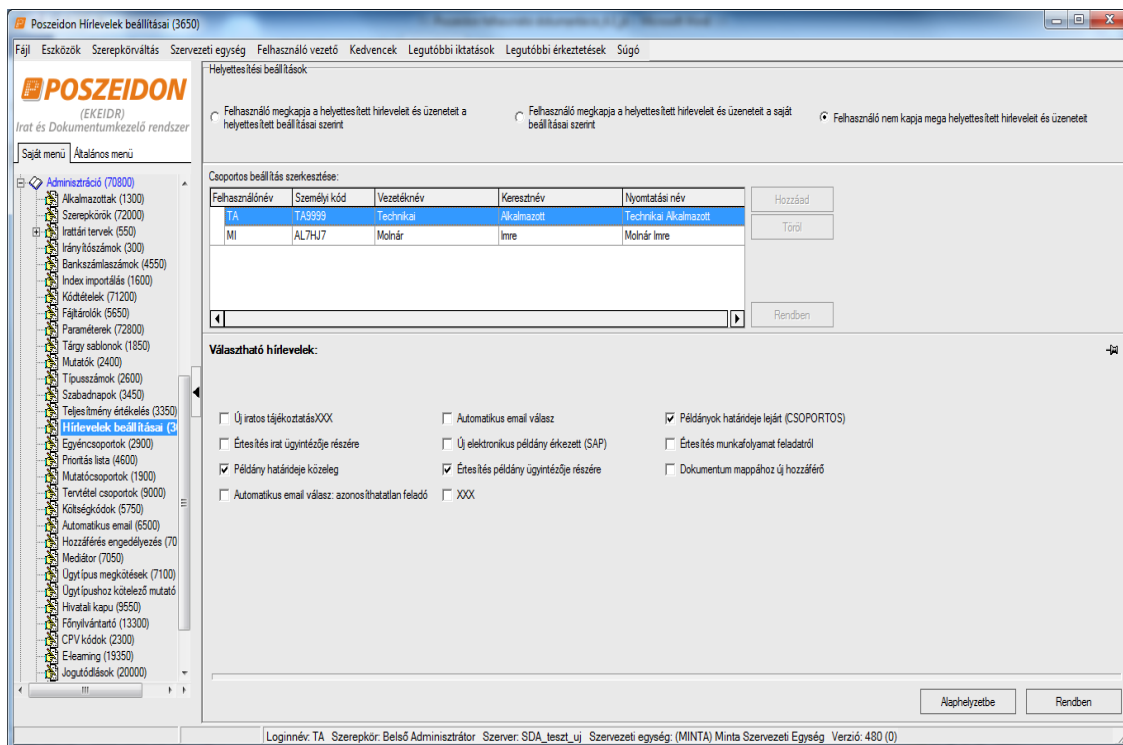 Poszeidon Hírlevelek beállításai (3650)
Fájl Eszközök Szerepkörváltás Szervezeti egység Felhasználó vezető Kedvencek Legutóbbi iktatások Legutóbbi érkeztetések Súgó
POSZEIDON
(EKEIDR)
Irat és Dokumentumkezelő rendszer
Saját menü Általános menü
Adminisztráció (70800)
Alkalmazottak (1300)
Szerepkörök (72000)
Irattári tervek (550)
Irányítószámok (300)
Bankszámlaszámok (4550)
Index importálás (1600)
Kódtételek (71200)
Fájltárolók (5650)
Paraméterek (72800)
Tárgy sablonok (1850)
Mutatók (2400)
Típusszámok (2600)
Szabadnapok (3450)
Teljesítmény értékelés (3350)
Hírlevelek beállításai (3
Egyéncsoportok (2900)
Prioritás lista (4600)
Mutatócsoportok (1900)
Tervtétel csoportok (9000)
Költségkódok (5750)
Automatikus email (6500)
Hozzáférés engedélyezés (70
Mediátor (7050)
Ügytípus megkötések (7100)
Ügytípushoz kötelező mutató
Hivatali kapu (9550)
Főnyilvántartó (13300)
CPV kódok (2300)
E-learning (19350)
Jogutódlások (20000)
Helyettesítési beállítások
Felhasználó megkapja a helyettesített hirleveleit és üzeneteit a helyettesített beállításai szerint
Felhasználó megkapja a helyettesített hirleveleit és üzeneteit a saját beállításai szerint
Felhasználó nem kapja mega helyettesített hirleveleit és üzeneteit
Csoportos beállítás szerkesztése:
Felhasználónév Személyi kód Vezetéknév Keresztnév Nyomtatási név
TA TA9999 Technikai Alkalmazott Technikai Alkalmazott
MI AL7HJ7 Molnár Imre Molnár Imre
Hozzáad
Töröl
Rendben
Választható hírlevelek:
Új iratos tájékoztatásXXX Automatikus email válasz Példányok határideje lejárt (CSOPORTOS)
Értesítés irat ügyintézője részére Új elektronikus példány érkezett (SAP) Értesítés munkafolyamat feladatról
Példány határideje közeleg Értesítés példány ügyintézője részére Dokumentum mappához új hozzáférő
Automatikus email válasz: azonosíthatatlan feladó XXX
Alaphelyzetbe Rendben
Loginnév: TA Szerepkör: Belső Adminisztrátor Szerver: SDA_teszt_uj Szervezeti egység: (MINTA) Minta Szervezeti Egység Verzió: 480 (0)